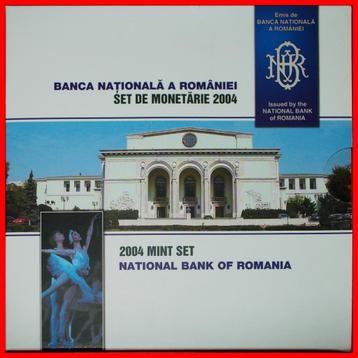 Emis de
BANCA NAȚIONALĂ
A ROMÂNIEI
BNR
Issued by the
NATIONAL BANK
of ROMANIA
BANCA NAȚIONALĂ A ROMÂNIEI
SET DE MONETĂRIE 2004
2004 MINT SET
NATIONAL BANK OF ROMANIA